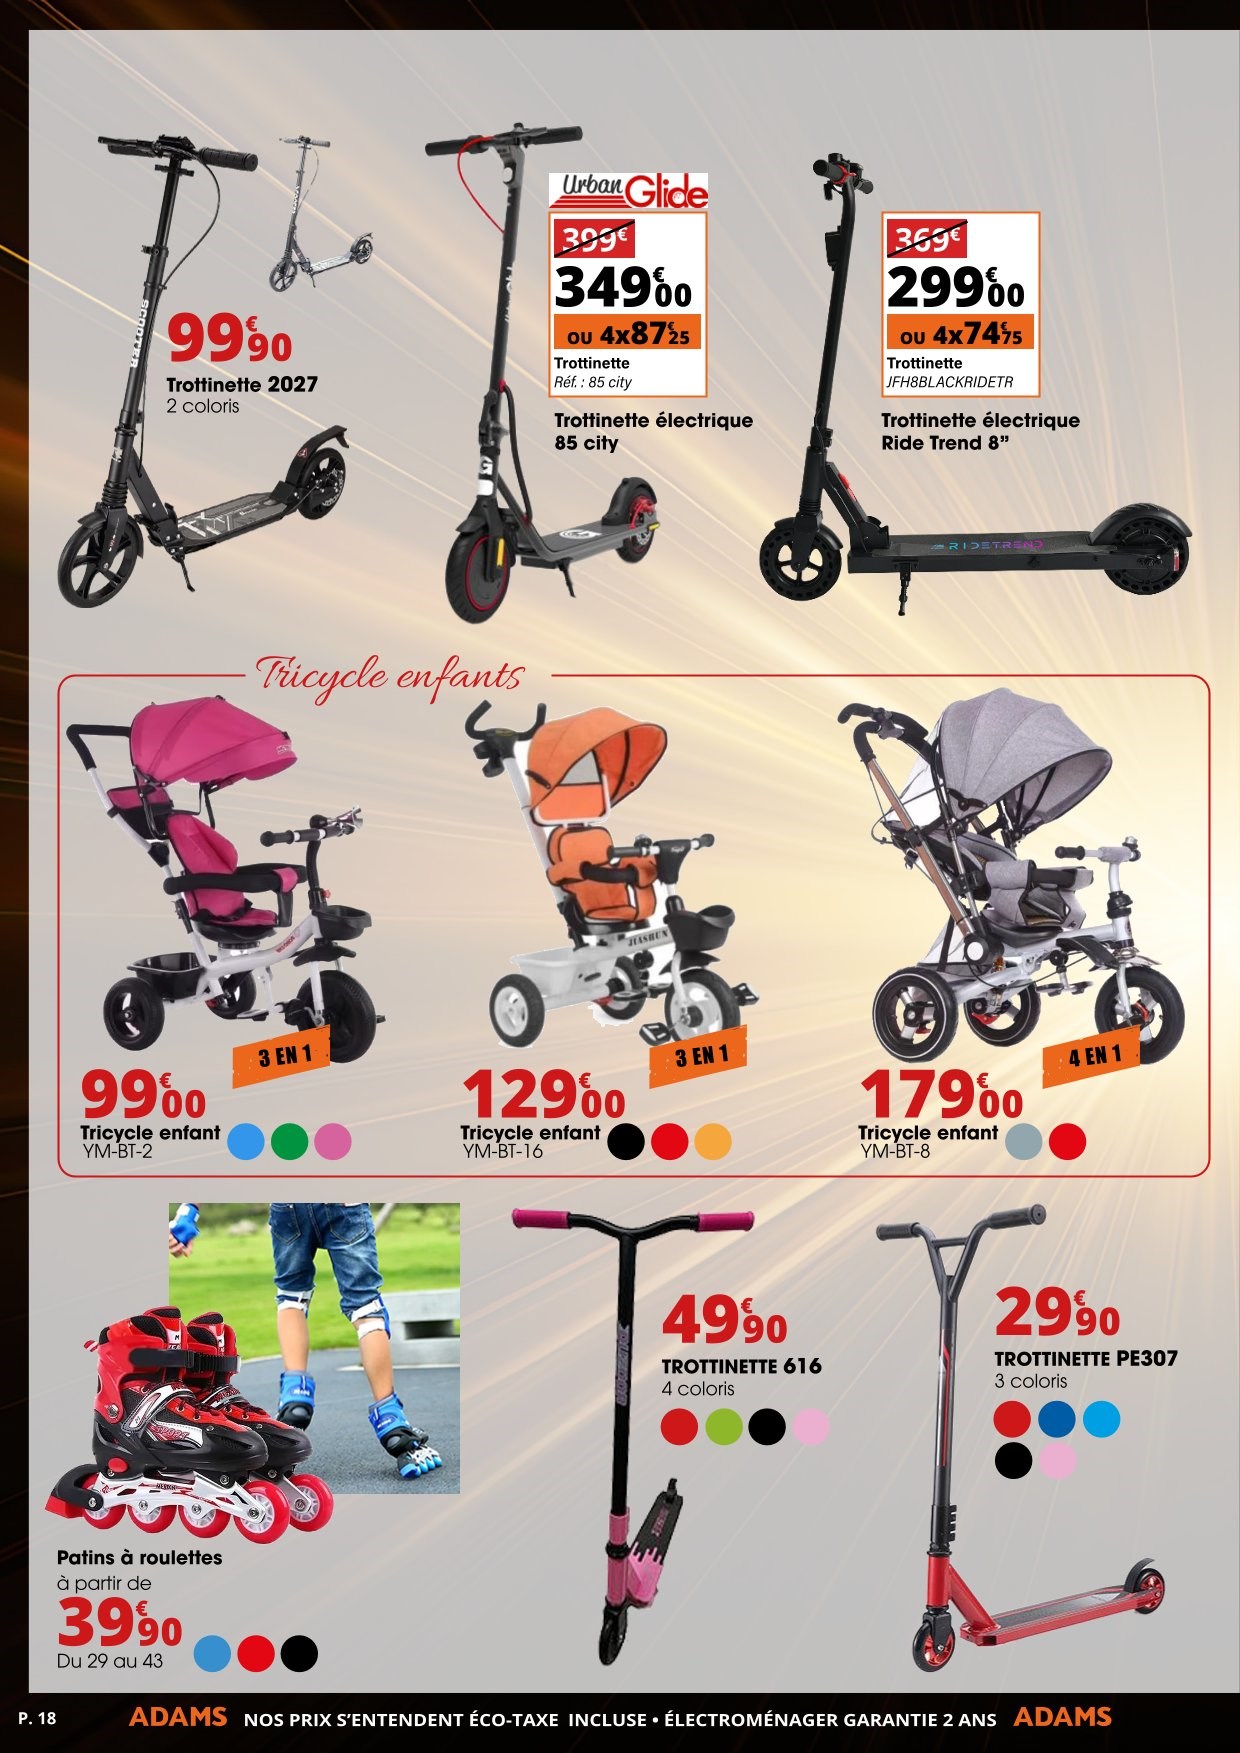 Urban Glide
399€
349€00
OU 4x87€25
Trottinette
Réf. : 85 city
Trottinette électrique
85 city
369€
299€00
OU 4x74€75
Trottinette
JFH8BLACKRIDETR
Trottinette électrique
Ride Trend 8”
SCOOTER
99€90
Trottinette 2027
2 coloris
RIDETREND
Tricycle enfants
JIASHUN
3 EN 1
99€00
Tricycle enfant
YM-BT-2
3 EN 1
129€00
Tricycle enfant
YM-BT-16
4 EN 1
179€00
Tricycle enfant
YM-BT-8
49€90
TROTTINETTE 616
4 coloris
29€90
TROTTINETTE PE307
3 coloris
Patins à roulettes
à partir de
39€90
Du 29 au 43
P. 18
ADAMS NOS PRIX S’ENTENDENT ÉCO-TAXE INCLUSE • ÉLECTROMÉNAGER GARANTIE 2 ANS ADAMS